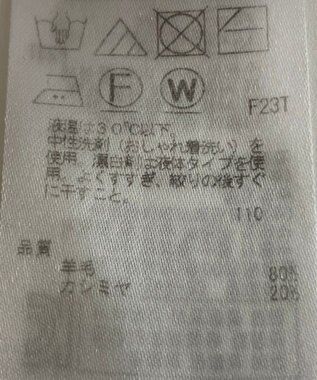 F
W
F23T
液温は30℃以下。
中性洗剤（おしゃれ着洗い）を
使用。漂白剤は液体タイプを使
用。よくすすぎ、絞りの後すぐ
に干すこと。
110
品質
羊毛 80%
カシミヤ 20%